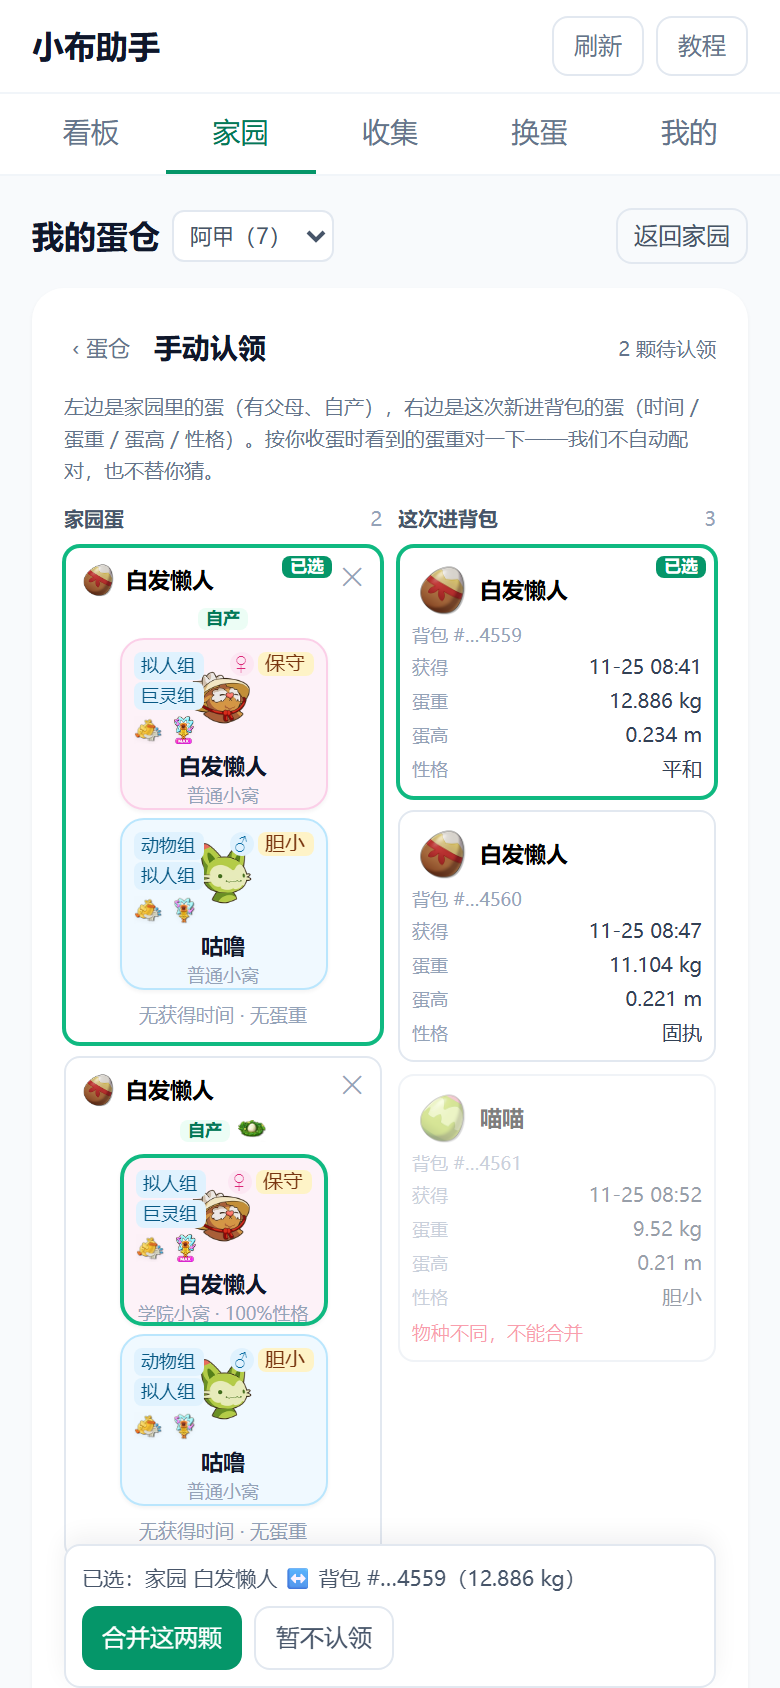 小布助手
刷新
教程
看板
家园
收集
换蛋
我的
我的蛋仓
阿甲（7）
返回家园
‹ 蛋仓
手动认领
2 颗待认领
左边是家园里的蛋（有父母、自产），右边是这次新进背包的蛋（时间 /
蛋重 / 蛋高 / 性格）。按你收蛋时看到的蛋重对一下——我们不自动配
对，也不替你猜。
家园蛋
2
白发懒人
已选
自产
拟人组
♀
保守
巨灵组
MAX
白发懒人
普通小窝
动物组
♂
胆小
拟人组
咕噜
普通小窝
无获得时间 · 无蛋重
白发懒人
自产
拟人组
♀
保守
巨灵组
MAX
白发懒人
学院小窝 · 100%性格
动物组
♂
胆小
拟人组
咕噜
普通小窝
无获得时间 · 无蛋重
这次进背包
3
已选
白发懒人
背包 #…4559
获得 11-25 08:41
蛋重 12.886 kg
蛋高 0.234 m
性格 平和
白发懒人
背包 #…4560
获得 11-25 08:47
蛋重 11.104 kg
蛋高 0.221 m
性格 固执
喵喵
背包 #…4561
获得 11-25 08:52
蛋重 9.52 kg
蛋高 0.21 m
性格 胆小
物种不同，不能合并
已选：家园 白发懒人 ↔ 背包 #…4559（12.886 kg）
合并这两颗
暂不认领